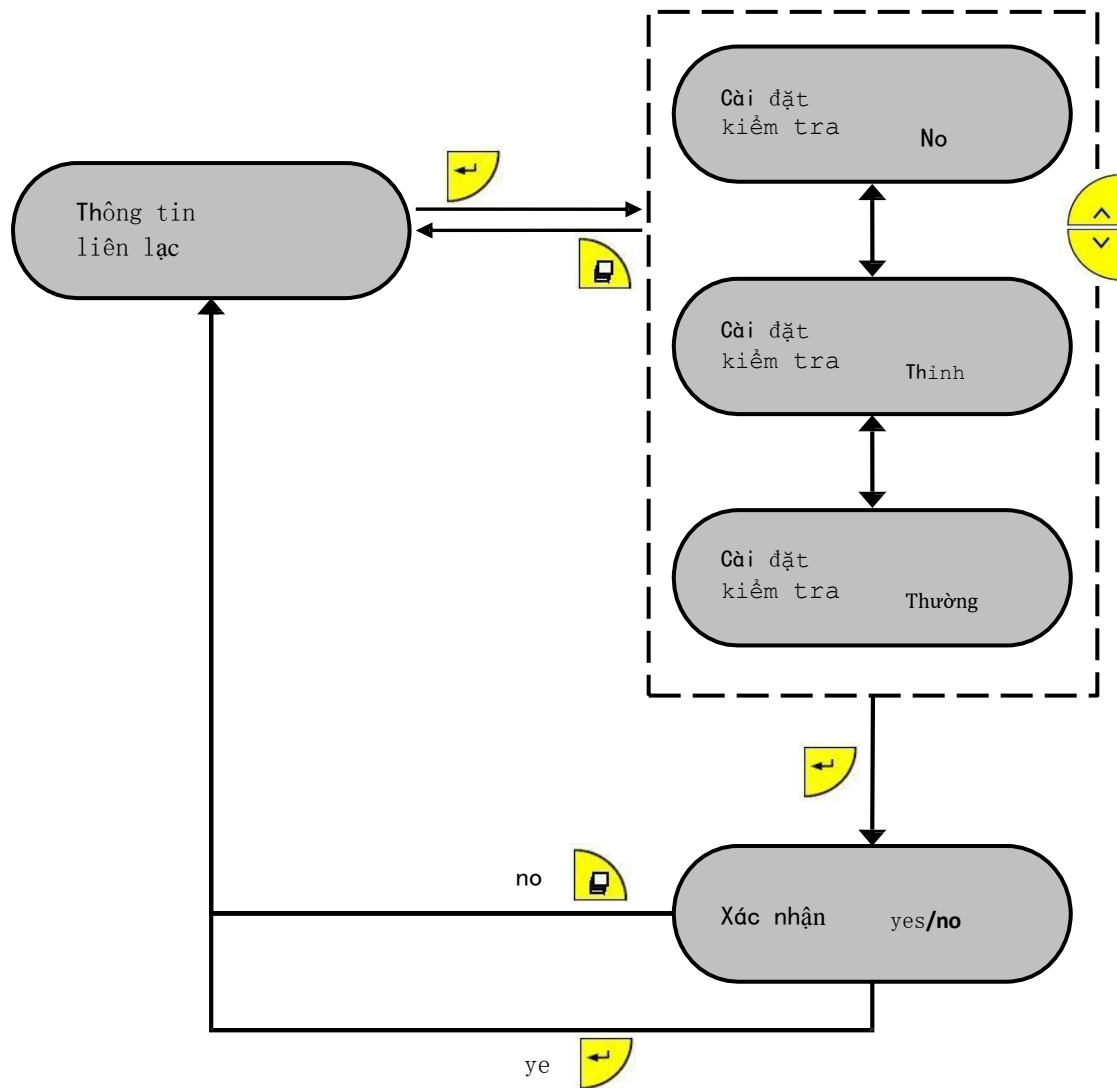 Cài đặt
kiểm tra No
Thông tin
liên lạc
Cài đặt
kiểm tra Thỉnh
Cài đặt
kiểm tra Thường
no
Xác nhận yes/no
ye